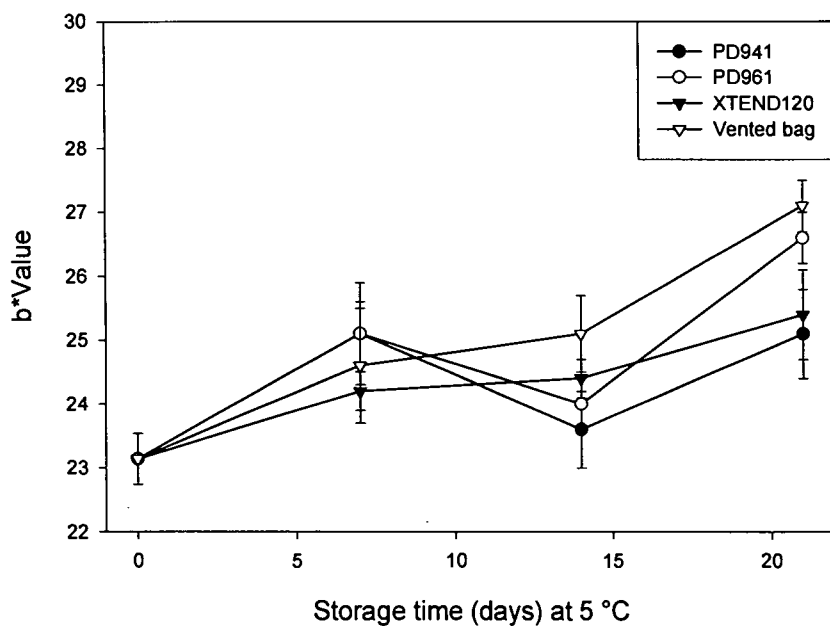 30
29
28
27
26
25
24
23
22
b*Value
PD941
PD961
XTEND120
Vented bag
0 5 10 15 20
Storage time (days) at 5 °C